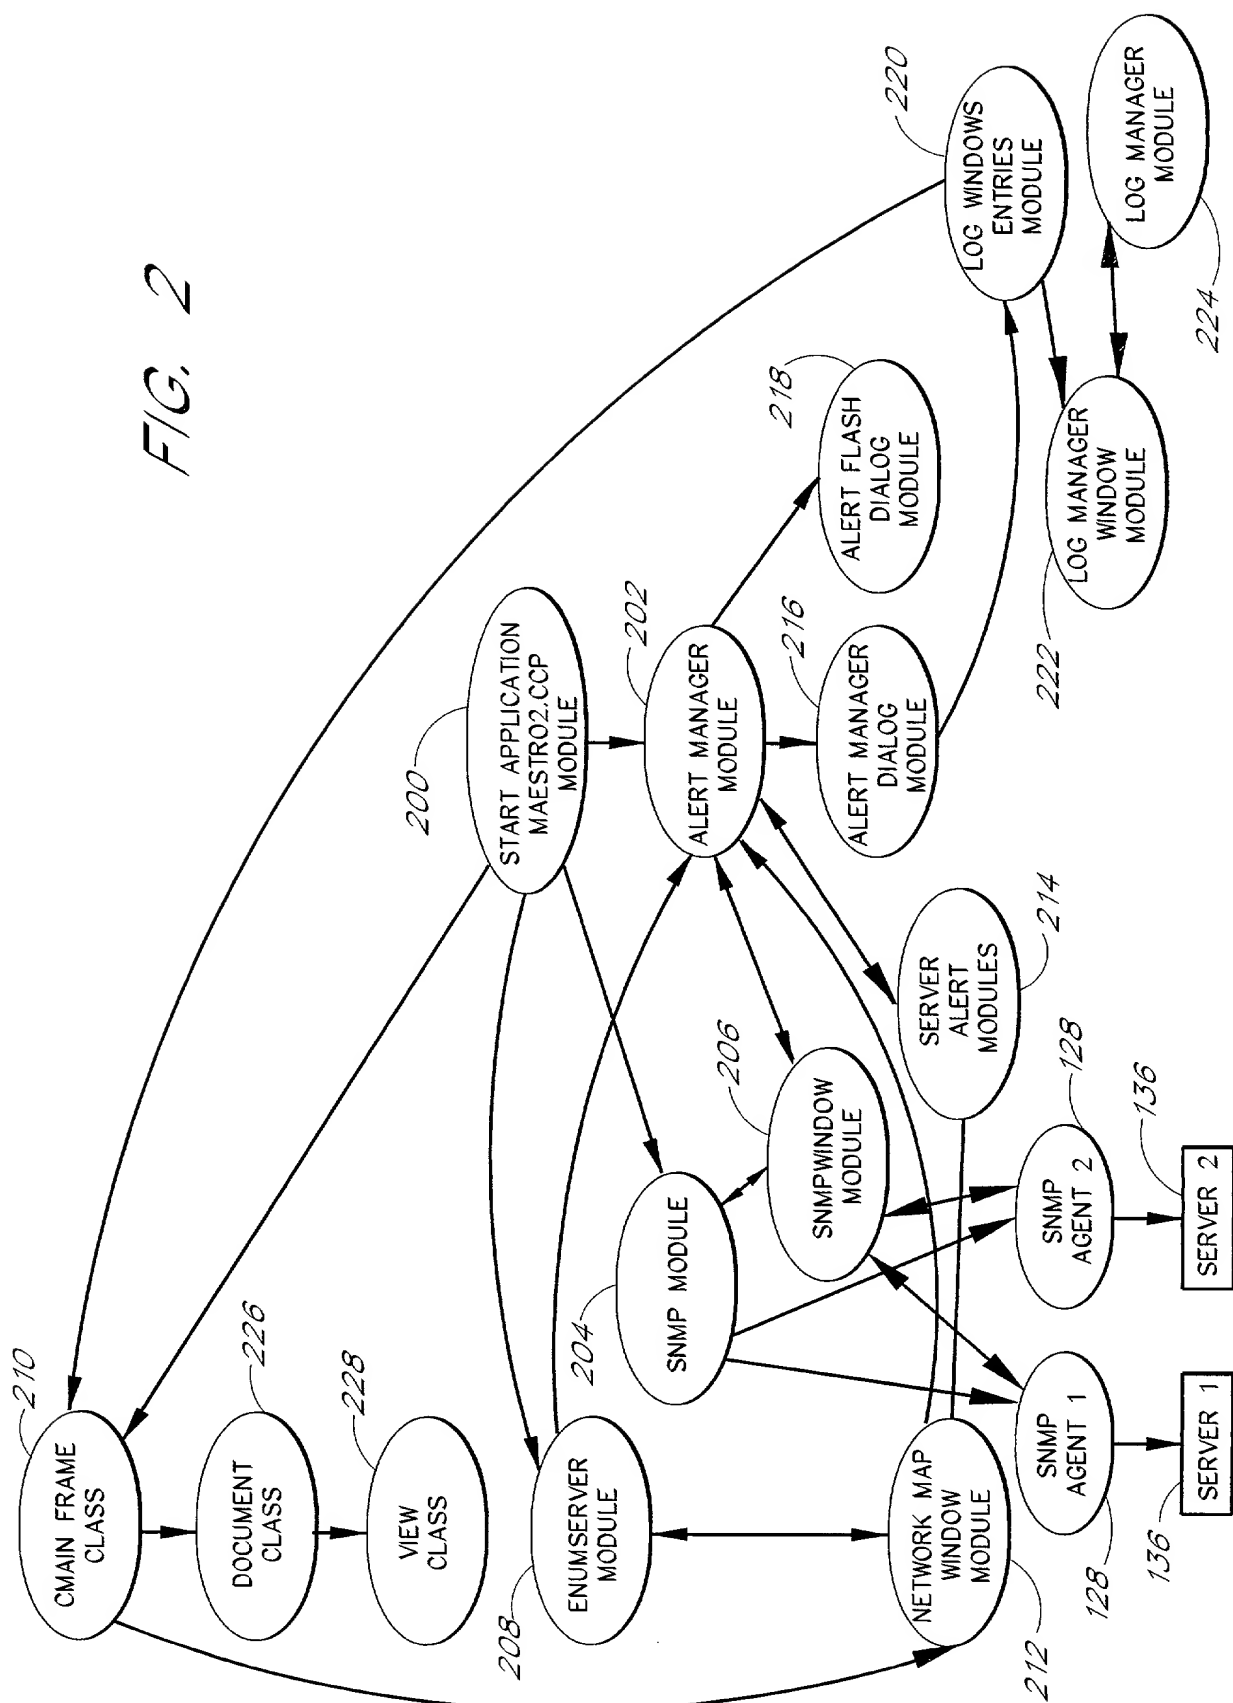 FIG. 2
210
CMAIN FRAME
CLASS
226
DOCUMENT
CLASS
228
VIEW
CLASS
200
START APPLICATION
MAESTRO2.CCP
MODULE
208
ENUMSERVER
MODULE
204
SNMP MODULE
202
ALERT MANAGER
MODULE
206
SNMPWINDOW
MODULE
216
ALERT MANAGER
DIALOG
MODULE
218
ALERT FLASH
DIALOG
MODULE
220
LOG WINDOWS
ENTRIES
MODULE
212
NETWORK MAP
WINDOW
MODULE
214
SERVER
ALERT
MODULES
222
LOG MANAGER
WINDOW
MODULE
224
LOG MANAGER
MODULE
128
SNMP
AGENT 1
128
SNMP
AGENT 2
136
SERVER 1
136
SERVER 2